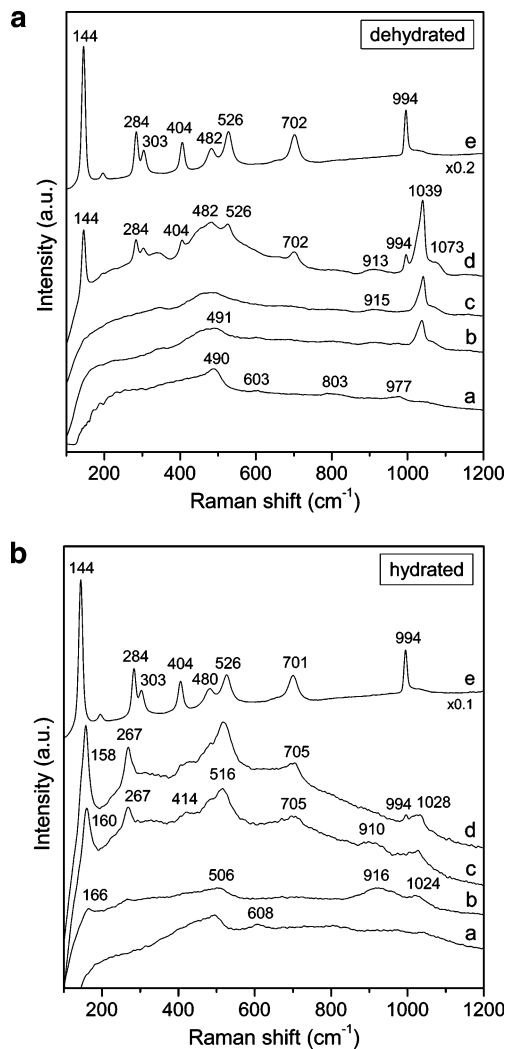 a
dehydrated
144
284
303
404
482
526
702
994
e
x0.2
144
284
404
482
526
702
913
994
1039
1073
d
915
c
491
b
490
603
803
977
a
Intensity (a.u.)
200 400 600 800 1000 1200
Raman shift (cm⁻¹)
b
hydrated
144
284
303
404
480
526
701
994
e
x0.1
158
267
705
994
1028
d
160
267
414
516
705
910
c
166
506
916
1024
b
608
a
Intensity (a.u.)
200 400 600 800 1000 1200
Raman shift (cm⁻¹)